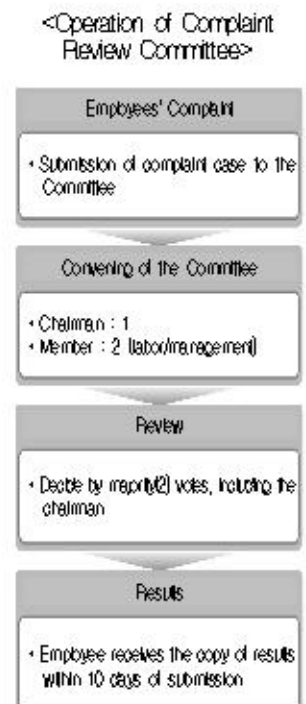 <Operation of Complaint
Review Committee>
Employees' Complaint
• Submission of complaint case to the
Committee
Convening of the Committee
• Chairman : 1
• Member : 2 (labor/management)
Review
• Decide by majority(2) votes, including the
chairman
Results
• Employee receives the copy of results
within 10 days of submission